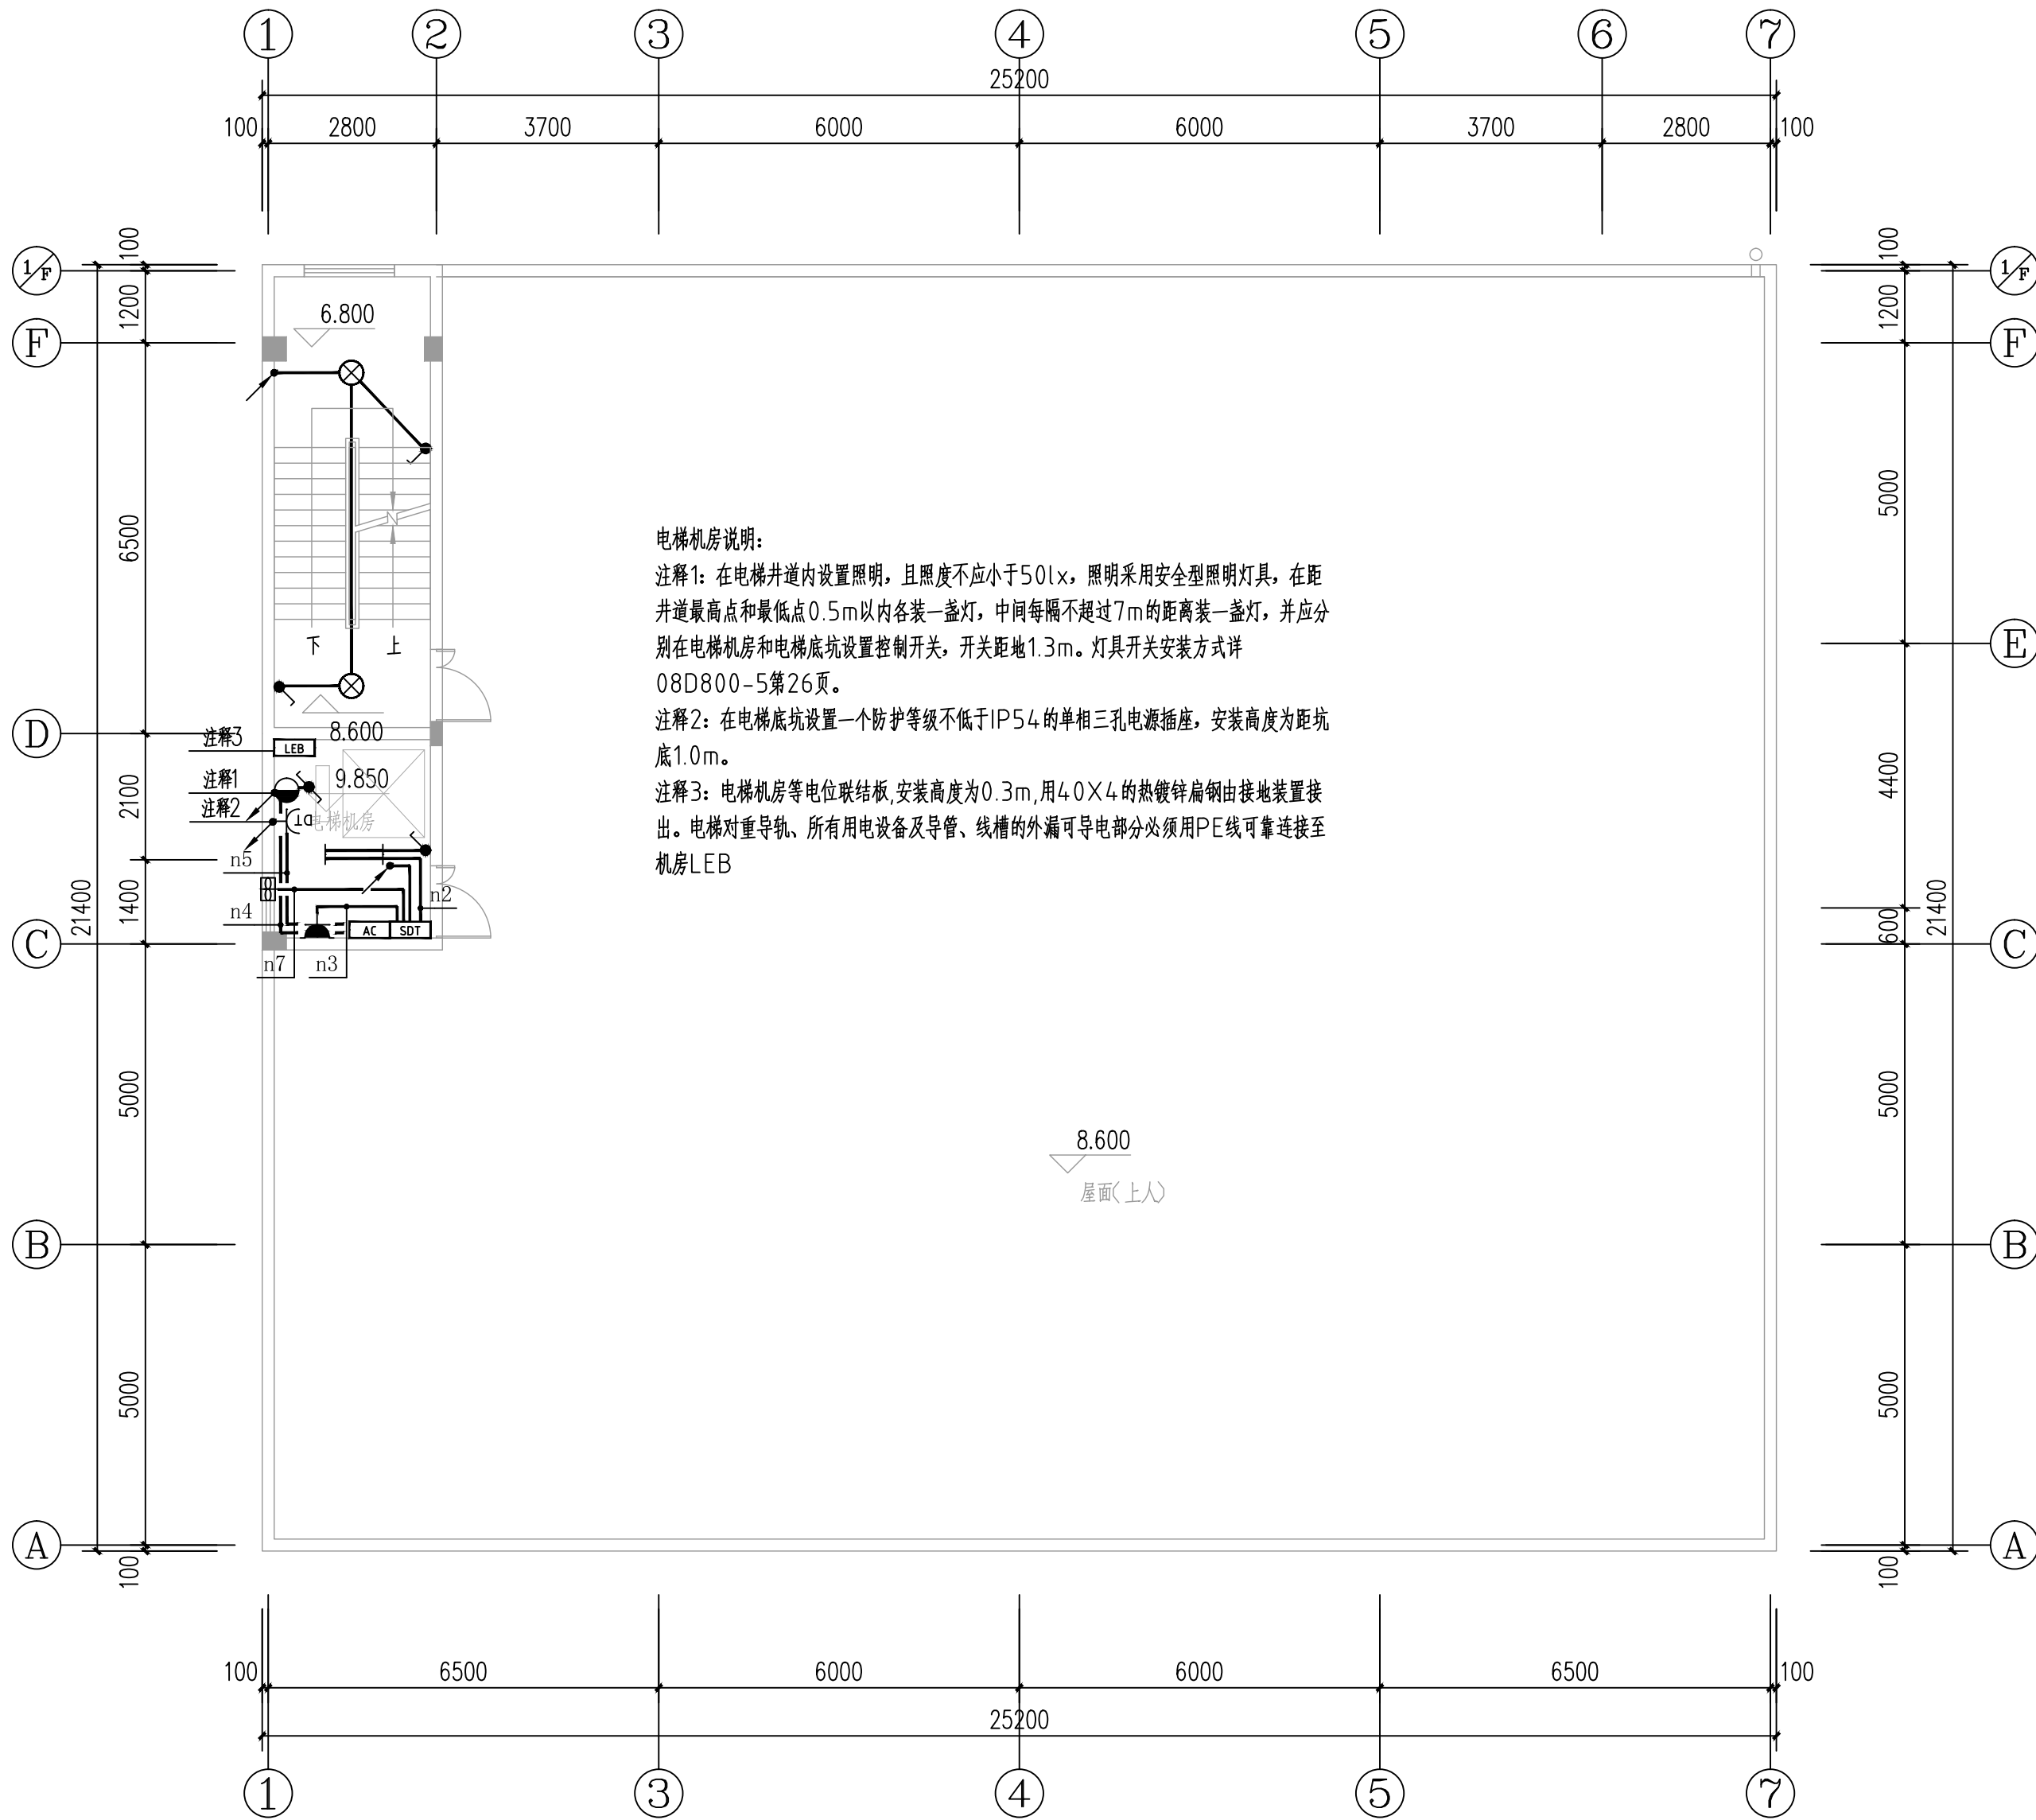 1 2 3 4 5 6 7
25200
100 2800 3700 6000 6000 3700 2800 100
1/F
F
D
C
B
A
100
1200
6500
2100
1400
5000
5000
100
21400
6.800
下 上
8.600
注释3
LEB
注释1
9.850
注释2
DT
电梯机房
n5
n2
n4
AC SDT
n7 n3
电梯机房说明：
注释1：在电梯井道内设置照明，且照度不应小于50lx，照明采用安全型照明灯具，在距
井道最高点和最低点0.5m以内各装一盏灯，中间每隔不超过7m的距离装一盏灯，并应分
别在电梯机房和电梯底坑设置控制开关，开关距地1.3m。灯具开关安装方式详
08D800-5第26页。
注释2：在电梯底坑设置一个防护等级不低于IP54的单相三孔电源插座，安装高度为距坑
底1.0m。
注释3：电梯机房等电位联结板,安装高度为0.3m,用40X4的热镀锌扁钢由接地装置接
出。电梯对重导轨、所有用电设备及导管、线槽的外漏可导电部分必须用PE线可靠连接至
机房LEB
8.600
屋面(上人)
1/F
F
E
C
B
A
100
1200
5000
4400
600
5000
5000
100
21400
100 6500 6000 6000 6500 100
25200
1 3 4 5 7